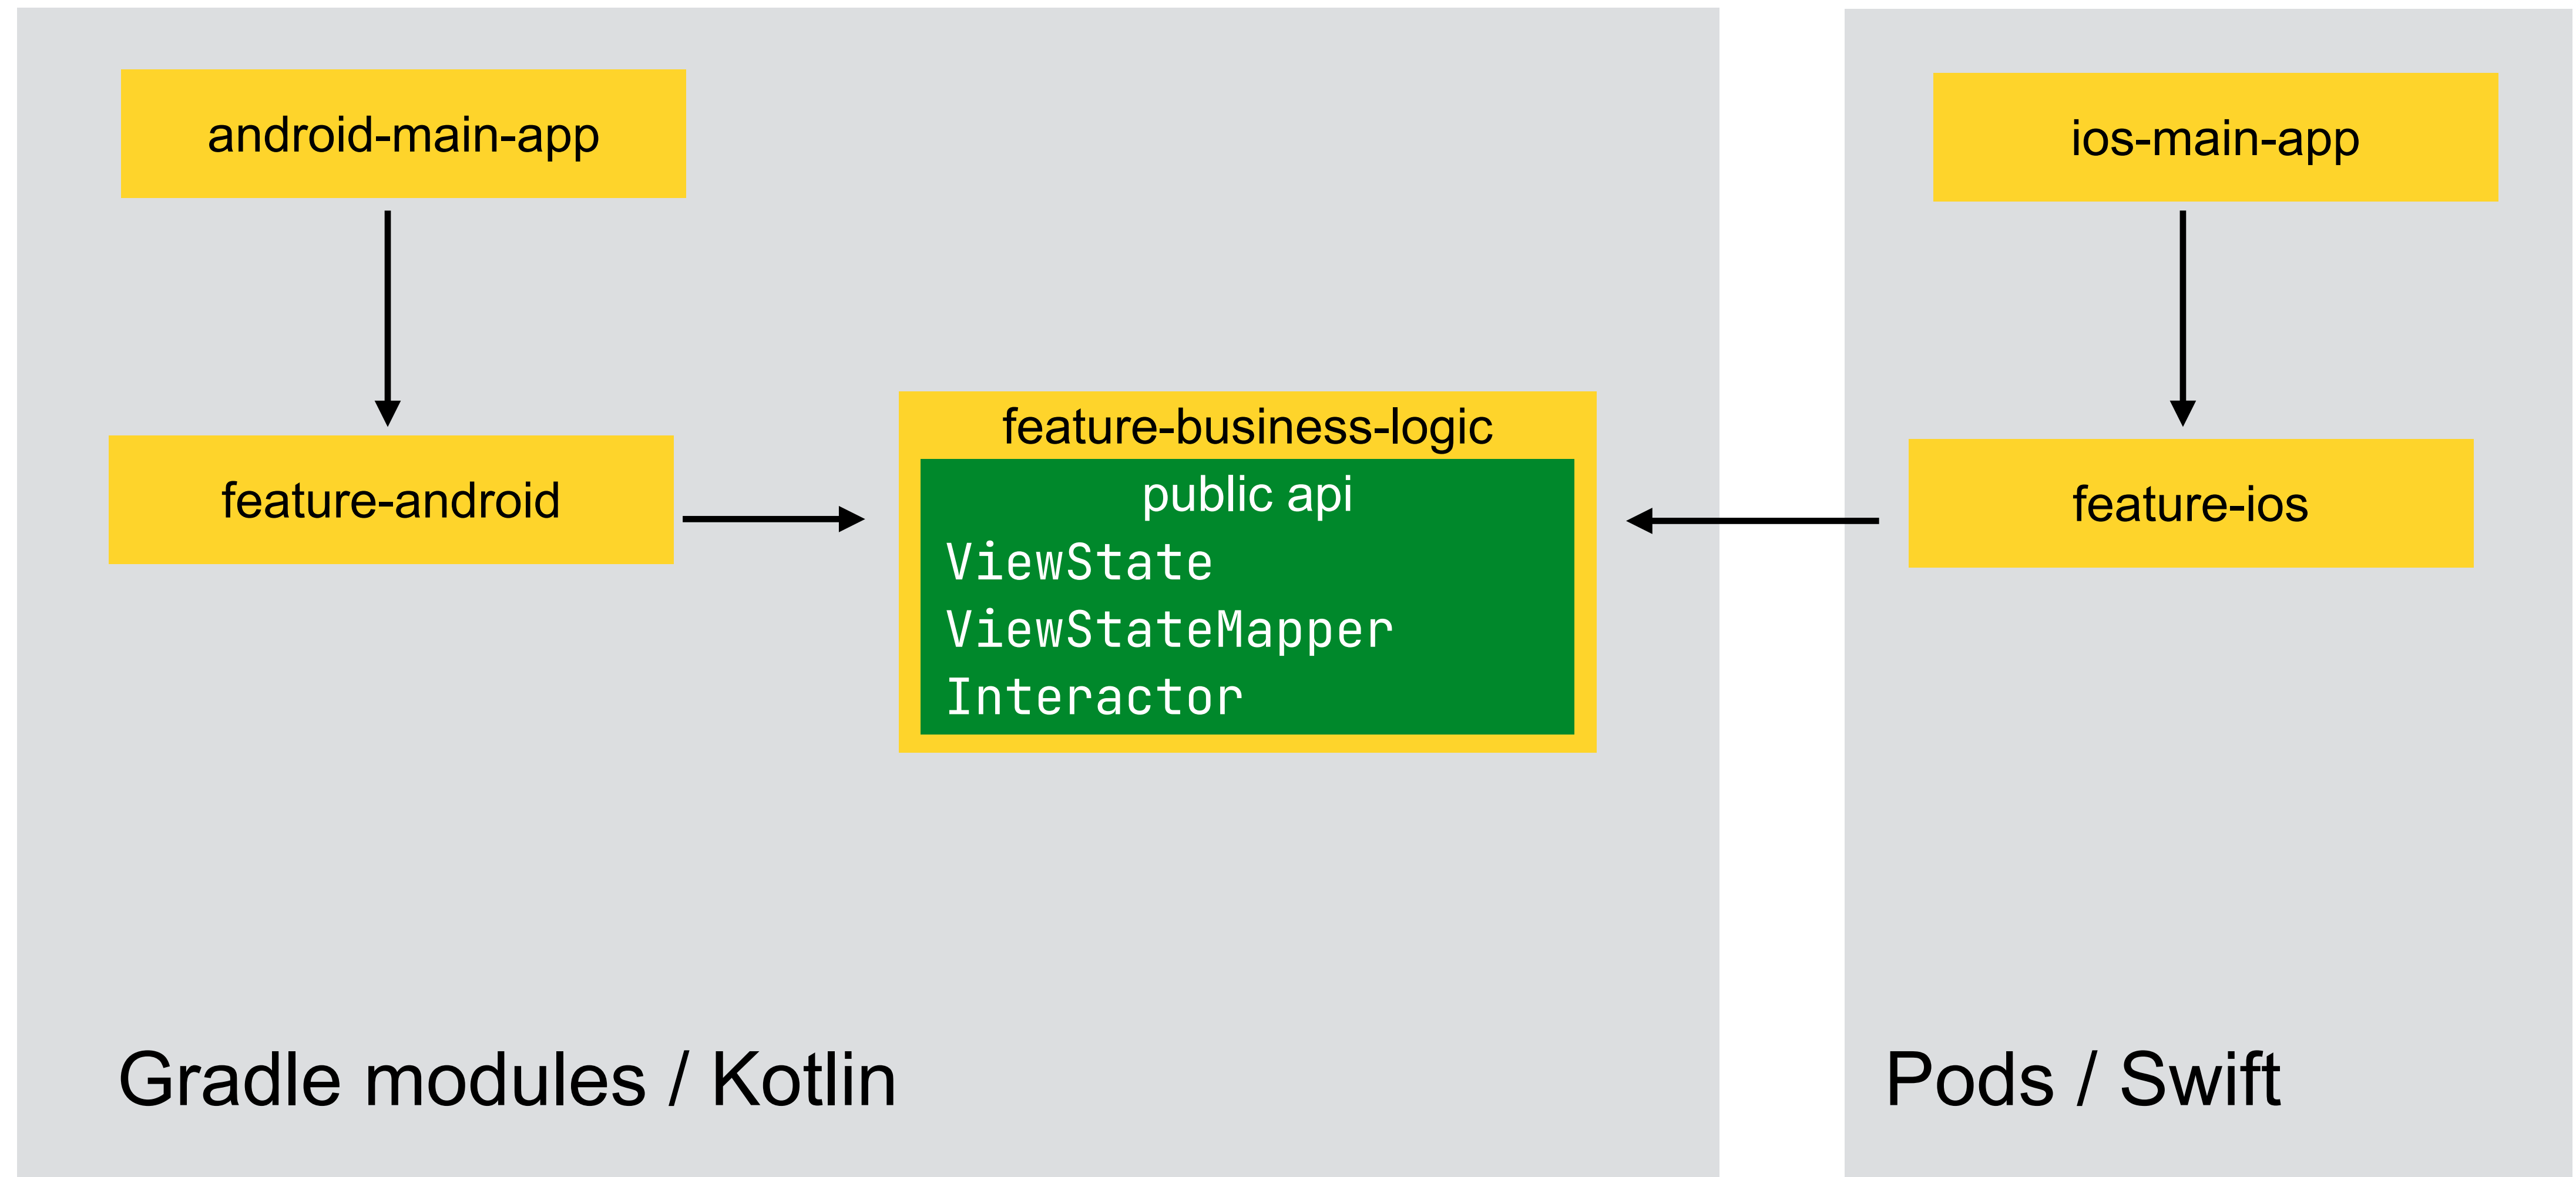 android-main-app
ios-main-app
feature-android
feature-business-logic
public api
ViewState
ViewStateMapper
Interactor
feature-ios
Gradle modules / Kotlin
Pods / Swift